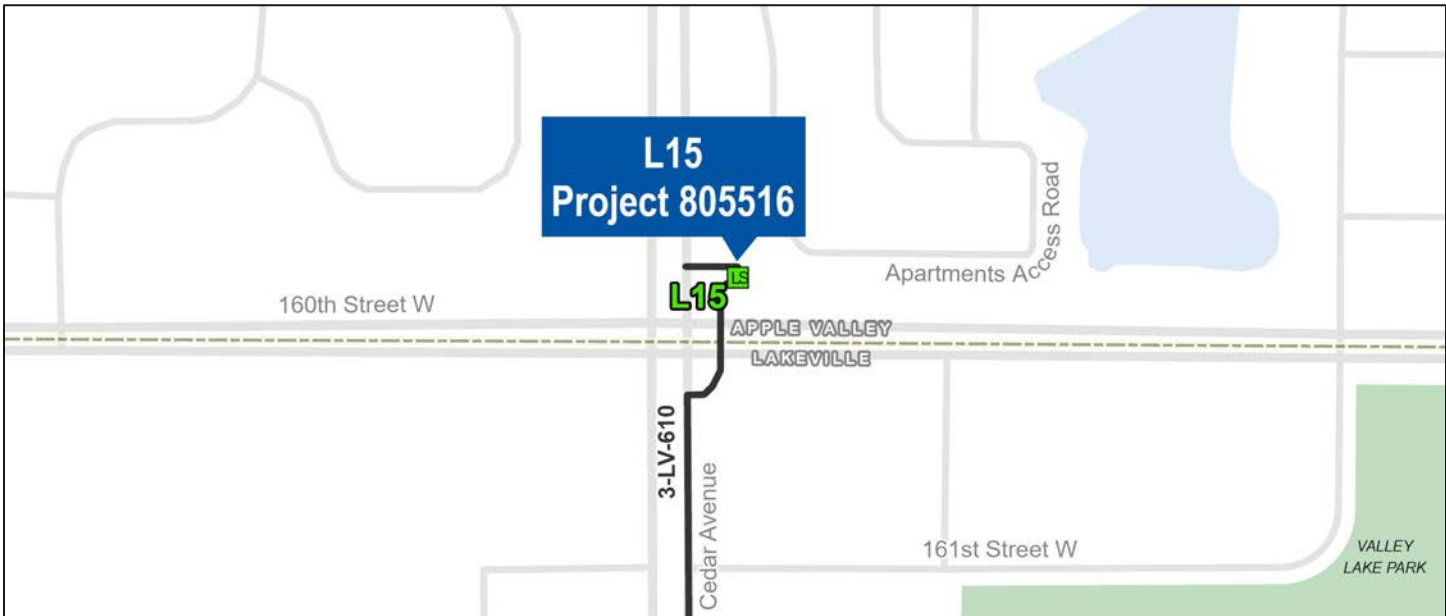 L15
Project 805516
Apartments Access Road
LS
L15
160th Street W
APPLE VALLEY
LAKEVILLE
3-LV-610
Cedar Avenue
161st Street W
VALLEY
LAKE PARK